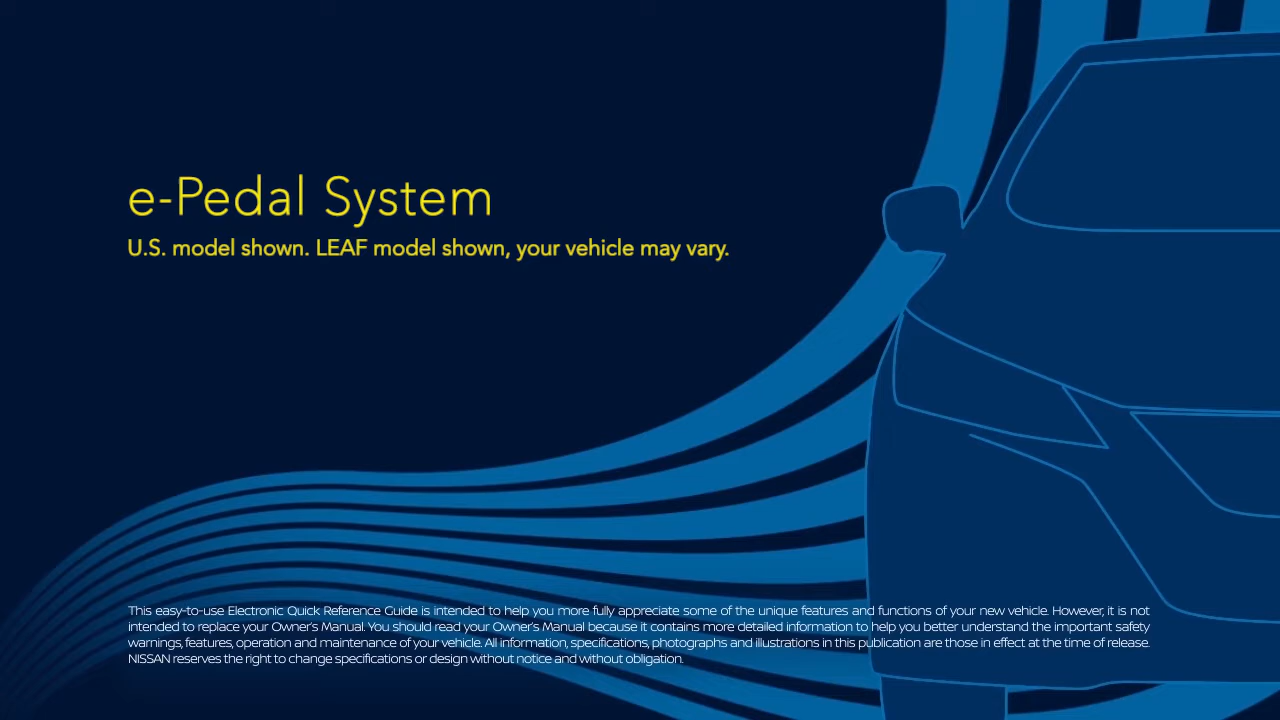 e-Pedal System
U.S. model shown. LEAF model shown, your vehicle may vary.
This easy-to-use Electronic Quick Reference Guide is intended to help you more fully appreciate some of the unique features and functions of your new vehicle. However, it is not
intended to replace your Owner's Manual. You should read your Owner's Manual because it contains more detailed information to help you better understand the important safety
warnings, features, operation and maintenance of your vehicle. All information, specifications, photographs and illustrations in this publication are those in effect at the time of release.
NISSAN reserves the right to change specifications or design without notice and without obligation.